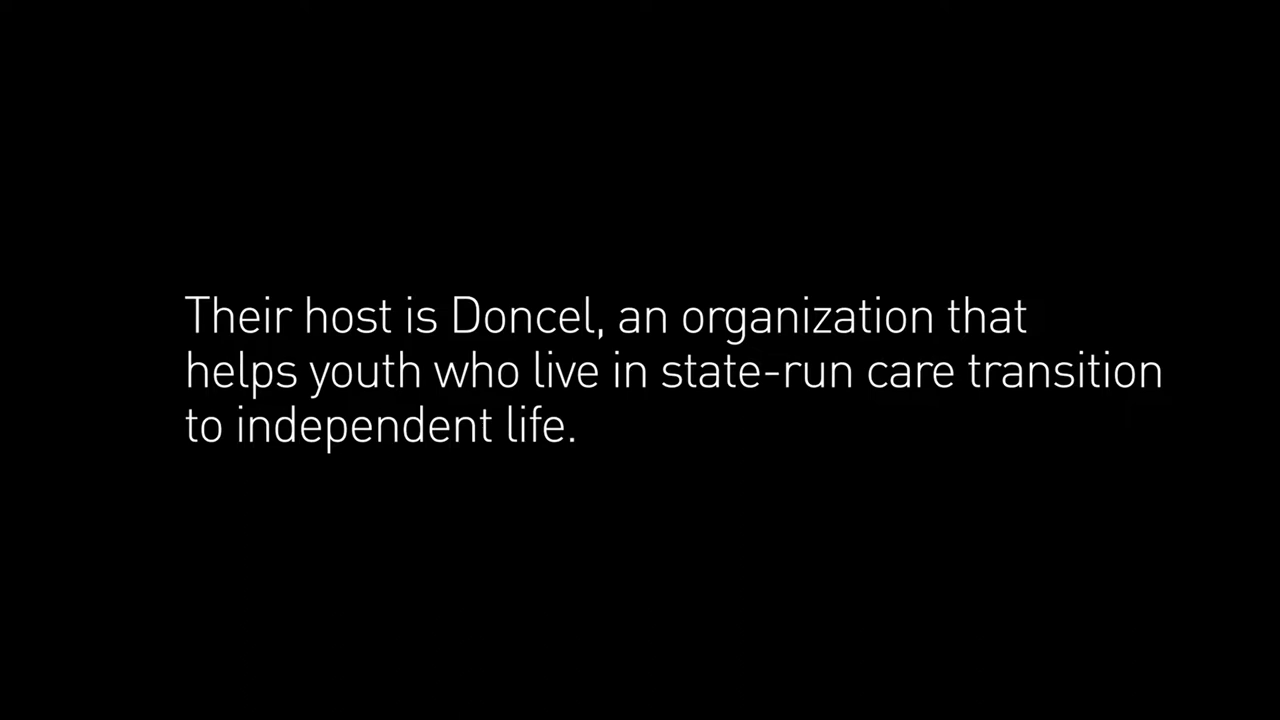 Their host is Doncel, an organization that
helps youth who live in state-run care transition
to independent life.